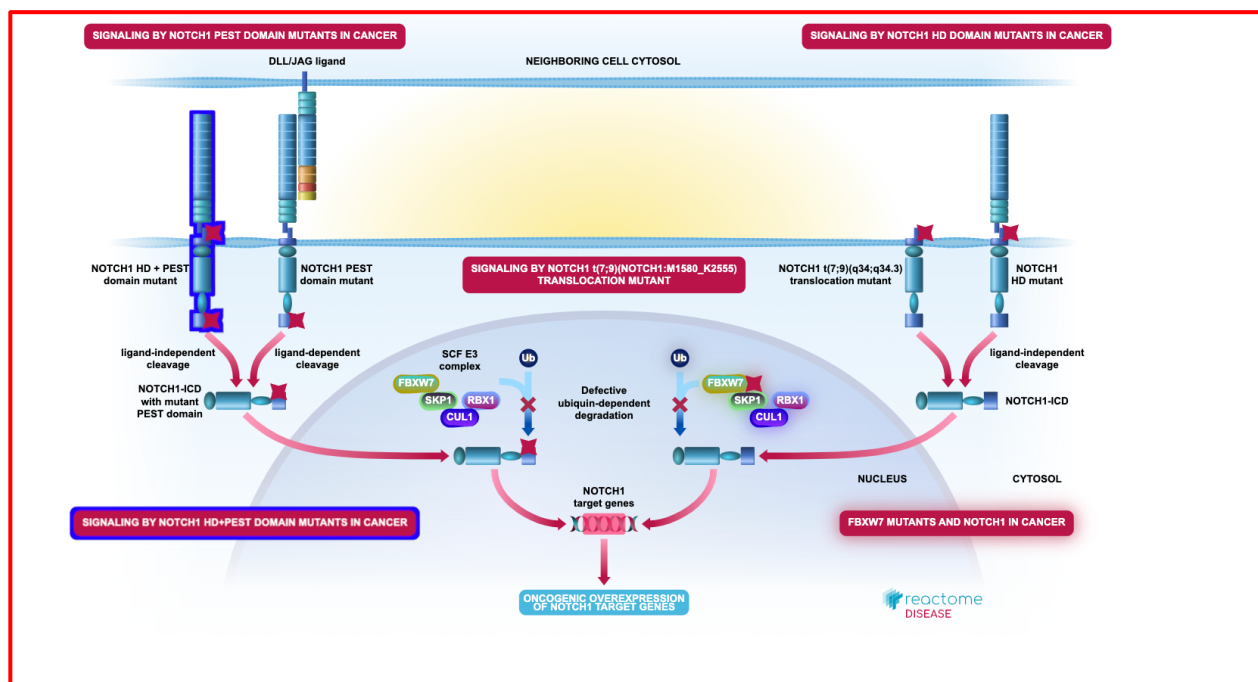 SIGNALING BY NOTCH1 PEST DOMAIN MUTANTS IN CANCER
SIGNALING BY NOTCH1 HD DOMAIN MUTANTS IN CANCER
DLL/JAG ligand
NEIGHBORING CELL CYTOSOL
NOTCH1 HD + PEST
domain mutant
NOTCH1 PEST
domain mutant
SIGNALING BY NOTCH1 t(7;9)(NOTCH1:M1580_K2555)
TRANSLOCATION MUTANT
NOTCH1 t(7;9)(q34;q34.3)
translocation mutant
NOTCH1
HD mutant
ligand-independent
cleavage
ligand-dependent
cleavage
SCF E3
complex
Ub
Ub
ligand-independent
cleavage
FBXW7
SKP1
RBX1
CUL1
Defective
ubiquin-dependent
degradation
FBXW7
SKP1
RBX1
CUL1
NOTCH1-ICD
with mutant
PEST domain
NOTCH1-ICD
NUCLEUS
CYTOSOL
NOTCH1
target genes
SIGNALING BY NOTCH1 HD+PEST DOMAIN MUTANTS IN CANCER
FBXW7 MUTANTS AND NOTCH1 IN CANCER
ONCOGENIC OVEREXPRESSION
OF NOTCH1 TARGET GENES
reactome
DISEASE